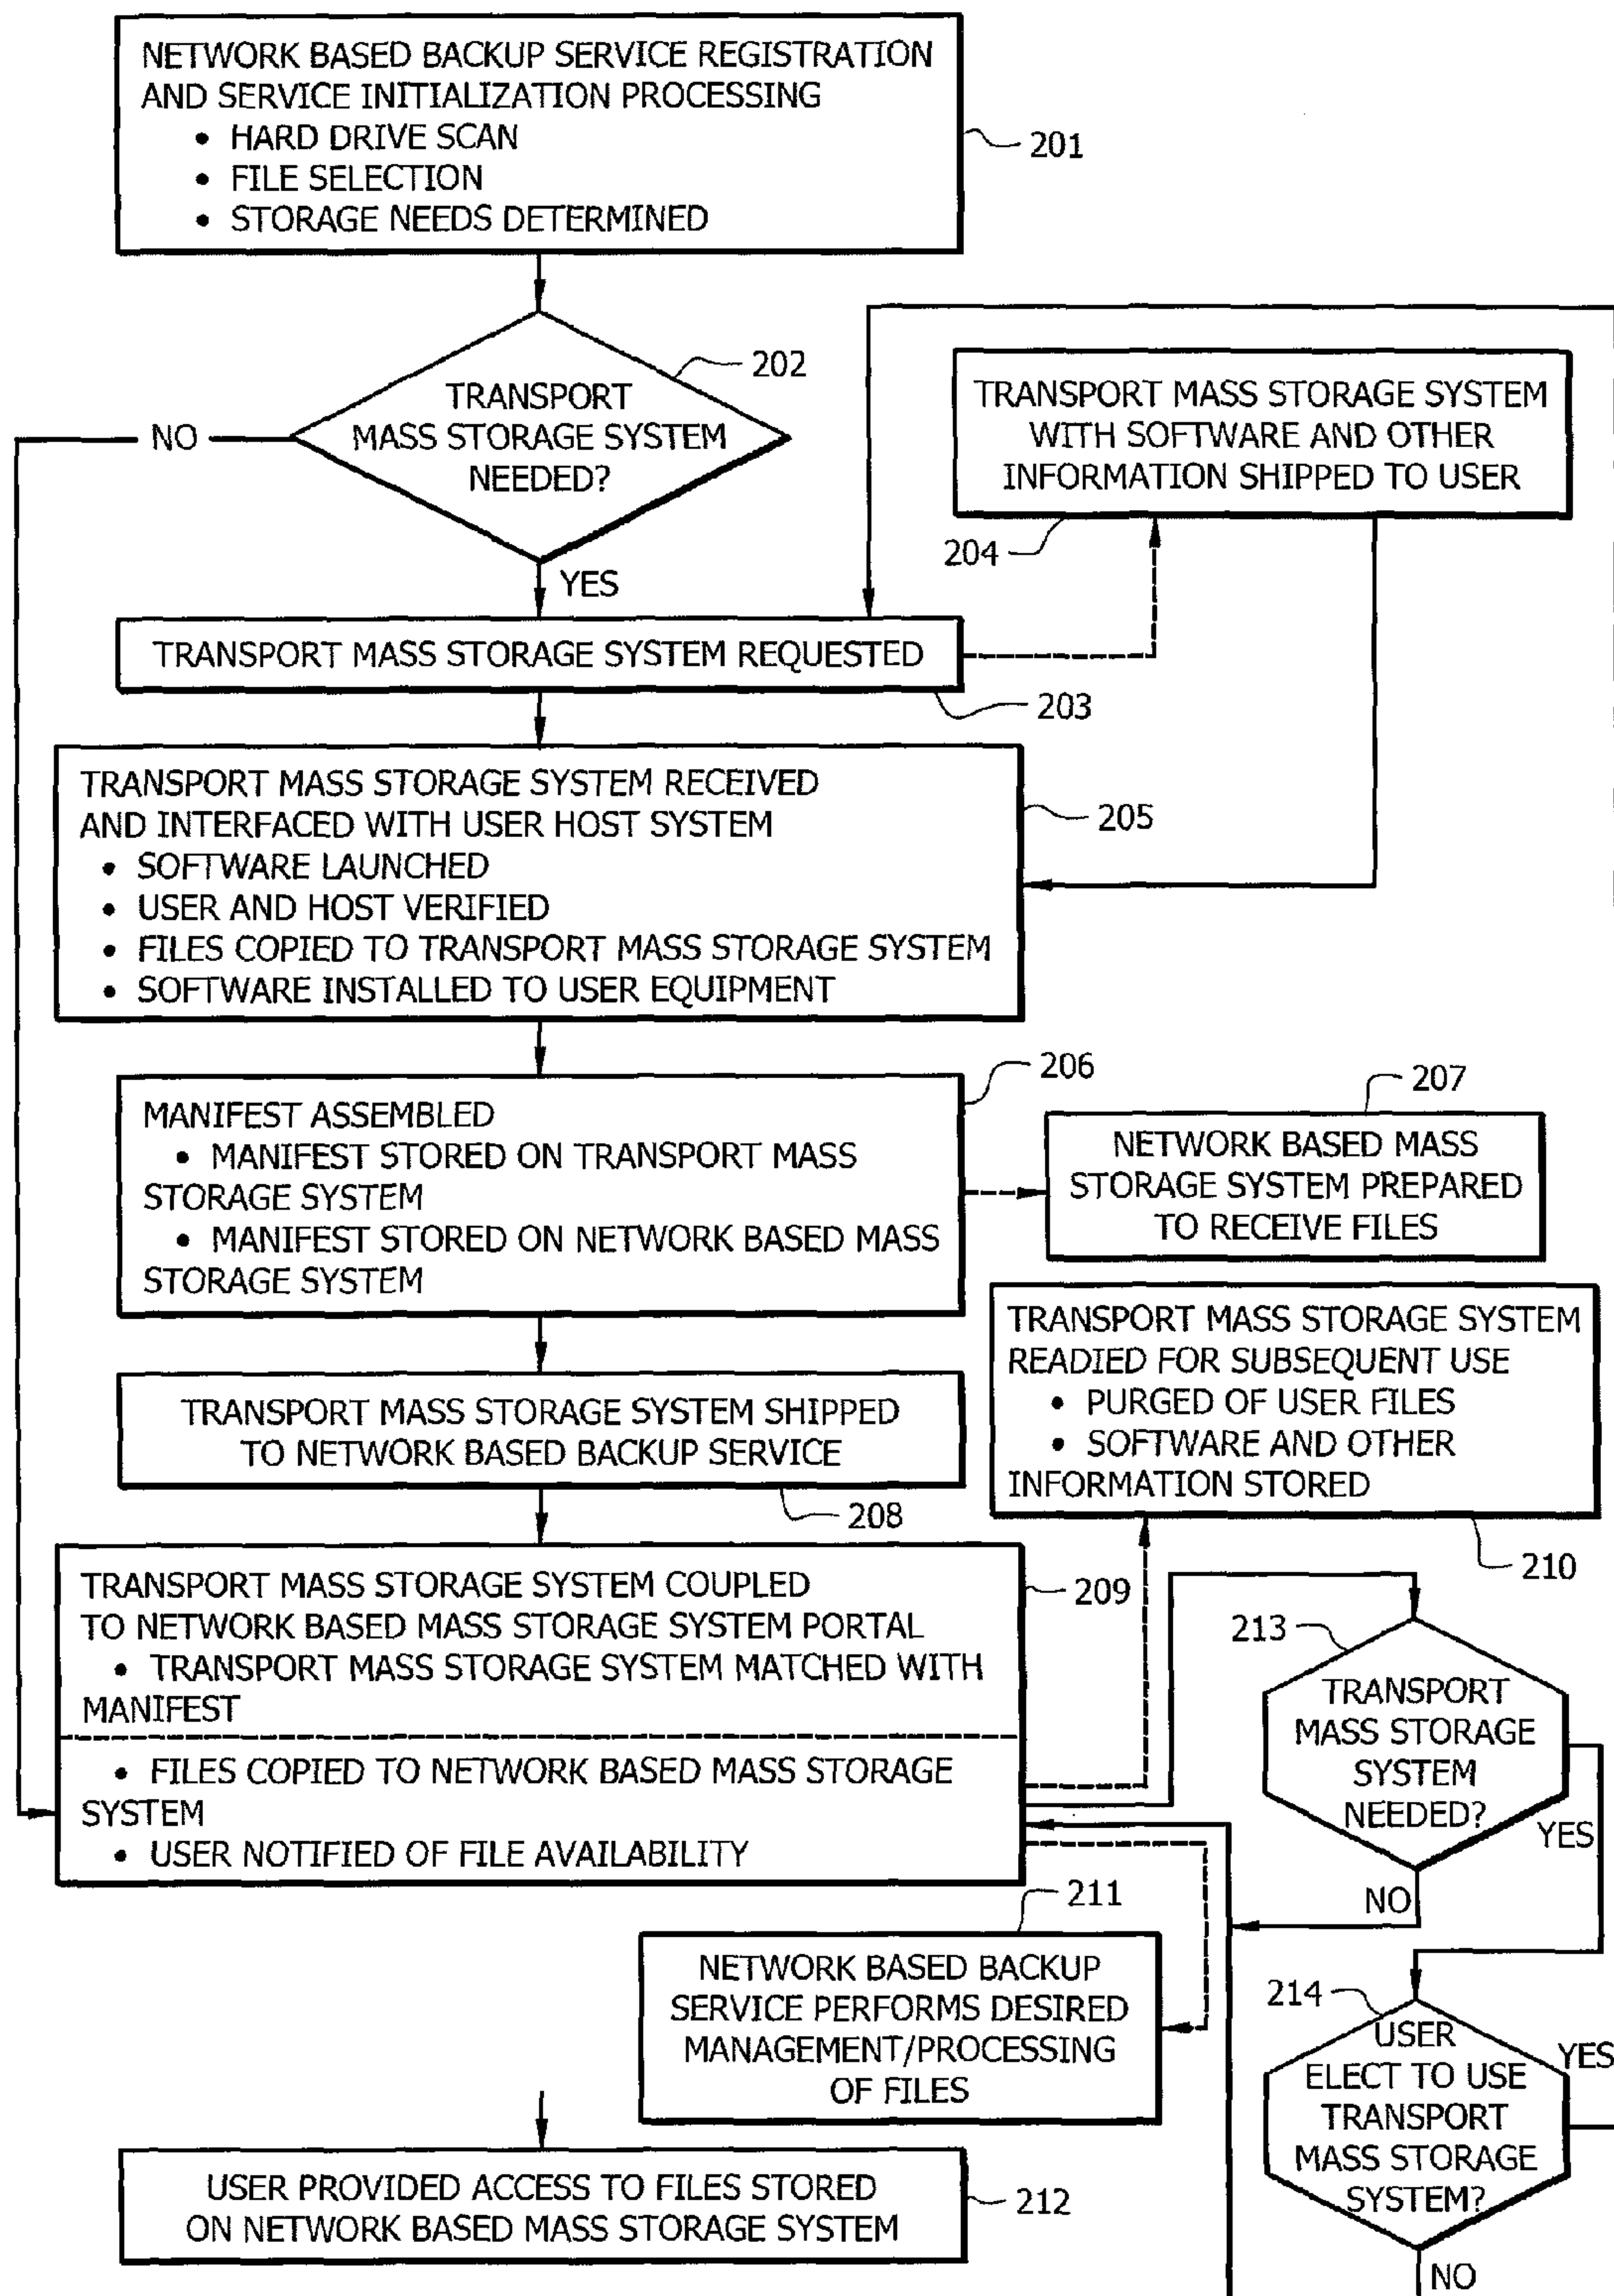 NETWORK BASED BACKUP SERVICE REGISTRATION
AND SERVICE INITIALIZATION PROCESSING
• HARD DRIVE SCAN
• FILE SELECTION
• STORAGE NEEDS DETERMINED
201
202
TRANSPORT
MASS STORAGE SYSTEM
NEEDED?
NO
YES
TRANSPORT MASS STORAGE SYSTEM
WITH SOFTWARE AND OTHER
INFORMATION SHIPPED TO USER
204
TRANSPORT MASS STORAGE SYSTEM REQUESTED
203
TRANSPORT MASS STORAGE SYSTEM RECEIVED
AND INTERFACED WITH USER HOST SYSTEM
• SOFTWARE LAUNCHED
• USER AND HOST VERIFIED
• FILES COPIED TO TRANSPORT MASS STORAGE SYSTEM
• SOFTWARE INSTALLED TO USER EQUIPMENT
205
MANIFEST ASSEMBLED
• MANIFEST STORED ON TRANSPORT MASS
STORAGE SYSTEM
• MANIFEST STORED ON NETWORK BASED MASS
STORAGE SYSTEM
206
207
NETWORK BASED MASS
STORAGE SYSTEM PREPARED
TO RECEIVE FILES
TRANSPORT MASS STORAGE SYSTEM SHIPPED
TO NETWORK BASED BACKUP SERVICE
208
TRANSPORT MASS STORAGE SYSTEM
READIED FOR SUBSEQUENT USE
• PURGED OF USER FILES
• SOFTWARE AND OTHER
INFORMATION STORED
210
TRANSPORT MASS STORAGE SYSTEM COUPLED
TO NETWORK BASED MASS STORAGE SYSTEM PORTAL
• TRANSPORT MASS STORAGE SYSTEM MATCHED WITH
MANIFEST
• FILES COPIED TO NETWORK BASED MASS STORAGE
SYSTEM
• USER NOTIFIED OF FILE AVAILABILITY
209
213
TRANSPORT
MASS STORAGE
SYSTEM
NEEDED?
YES
NO
211
NETWORK BASED BACKUP
SERVICE PERFORMS DESIRED
MANAGEMENT/PROCESSING
OF FILES
214
USER
ELECT TO USE
TRANSPORT
MASS STORAGE
SYSTEM?
YES
NO
USER PROVIDED ACCESS TO FILES STORED
ON NETWORK BASED MASS STORAGE SYSTEM
212